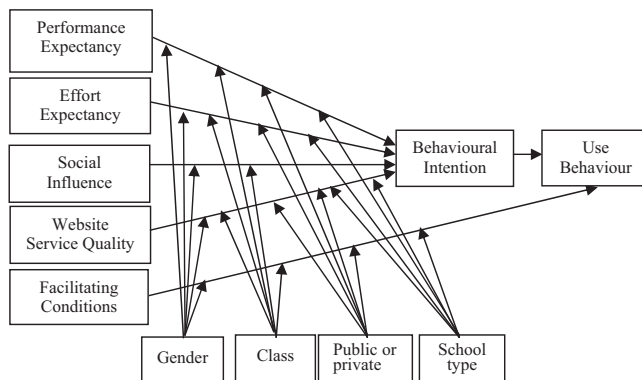 Performance
Expectancy
Effort
Expectancy
Social
Influence
Website
Service Quality
Facilitating
Conditions
Behavioural
Intention
Use
Behaviour
Gender
Class
Public or
private
School
type